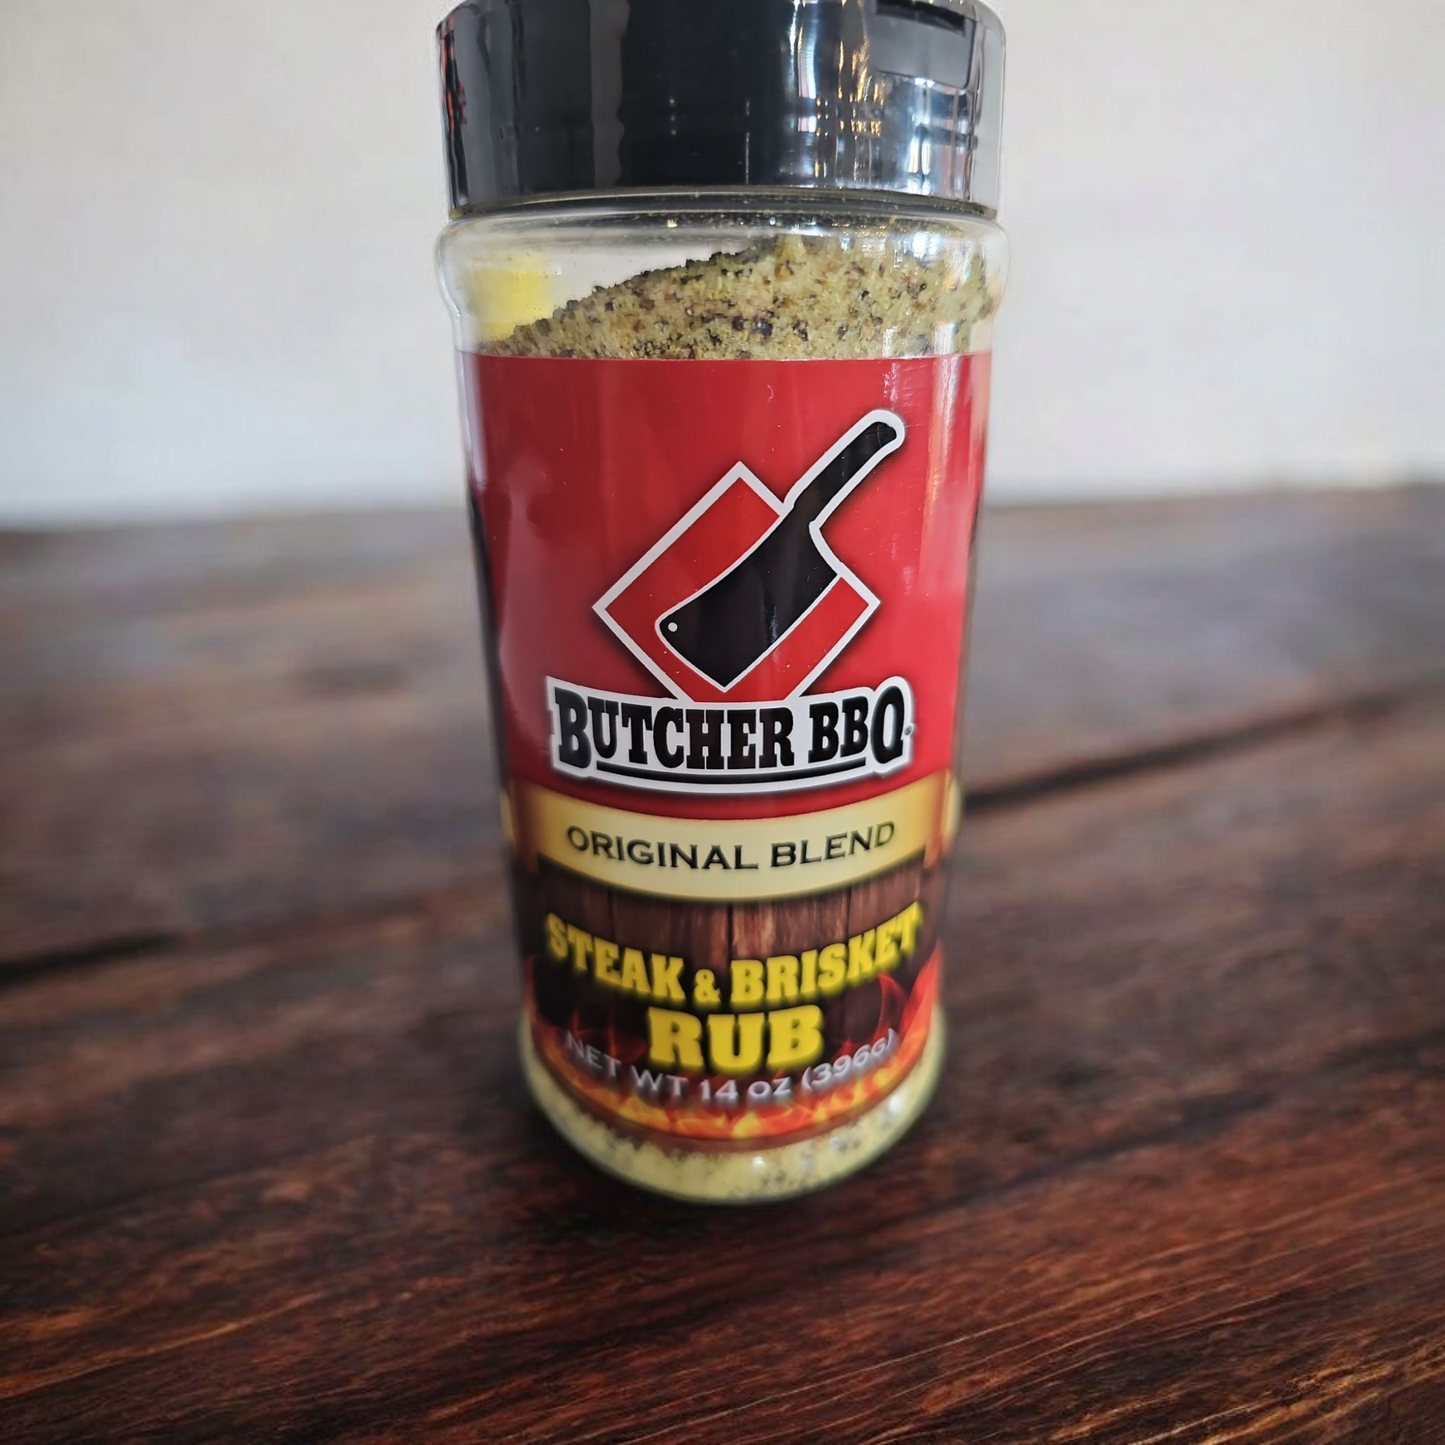 BUTCHER BBQ®
ORIGINAL BLEND
STEAK & BRISKET
RUB
NET WT 14 OZ (396G)